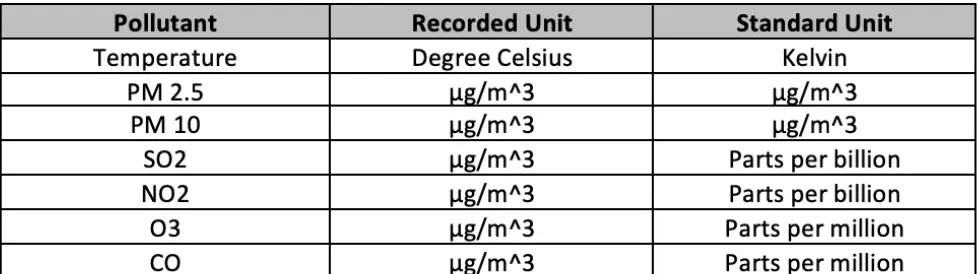 Pollutant Recorded Unit Standard Unit
Temperature Degree Celsius Kelvin
PM 2.5 µg/m^3 µg/m^3
PM 10 µg/m^3 µg/m^3
SO2 µg/m^3 Parts per billion
NO2 µg/m^3 Parts per billion
O3 µg/m^3 Parts per million
CO µg/m^3 Parts per million